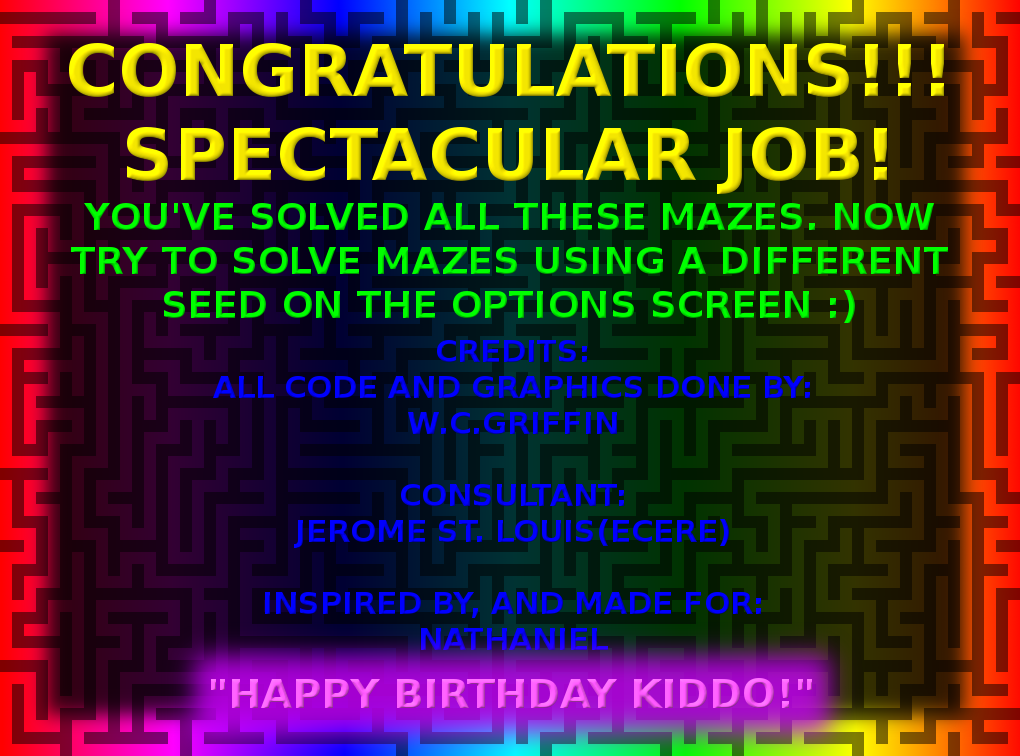 CONGRATULATIONS!!!
SPECTACULAR JOB!
YOU'VE SOLVED ALL THESE MAZES. NOW
TRY TO SOLVE MAZES USING A DIFFERENT
SEED ON THE OPTIONS SCREEN :)
CREDITS:
ALL CODE AND GRAPHICS DONE BY:
W.C.GRIFFIN
CONSULTANT:
JEROME ST. LOUIS(ECERE)
INSPIRED BY, AND MADE FOR:
NATHANIEL
"HAPPY BIRTHDAY KIDDO!"